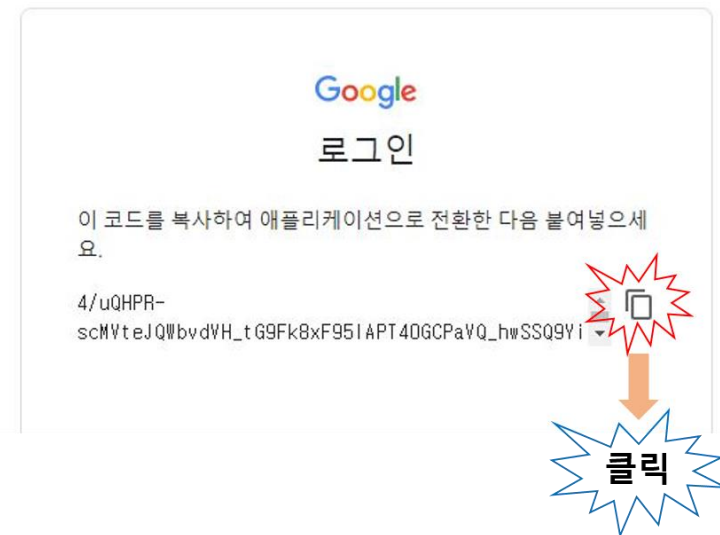 Google
로그인
이 코드를 복사하여 애플리케이션으로 전환한 다음 붙여넣으세
요.
4/uQHPR-
scMVteJQWbvdVH_tG9Fk8xF95lAPT4OGCPaVQ_hwSSQ9Yi
클릭